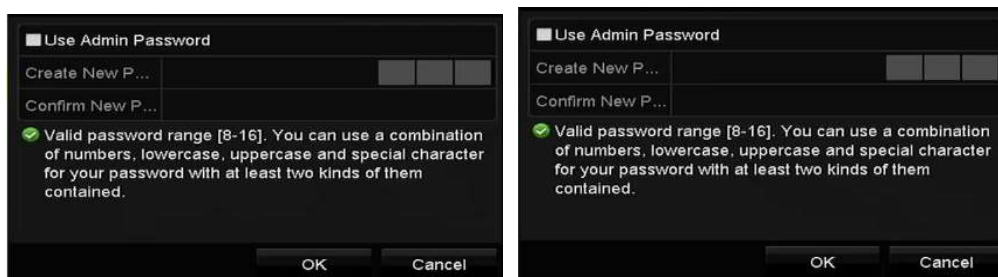 Use Admin Password
Create New P...
Confirm New P...
Valid password range [8-16]. You can use a combination
of numbers, lowercase, uppercase and special character
for your password with at least two kinds of them
contained.
OK Cancel
Use Admin Password
Create New P...
Confirm New P...
Valid password range [8-16]. You can use a combination
of numbers, lowercase, uppercase and special character
for your password with at least two kinds of them
contained.
OK Cancel